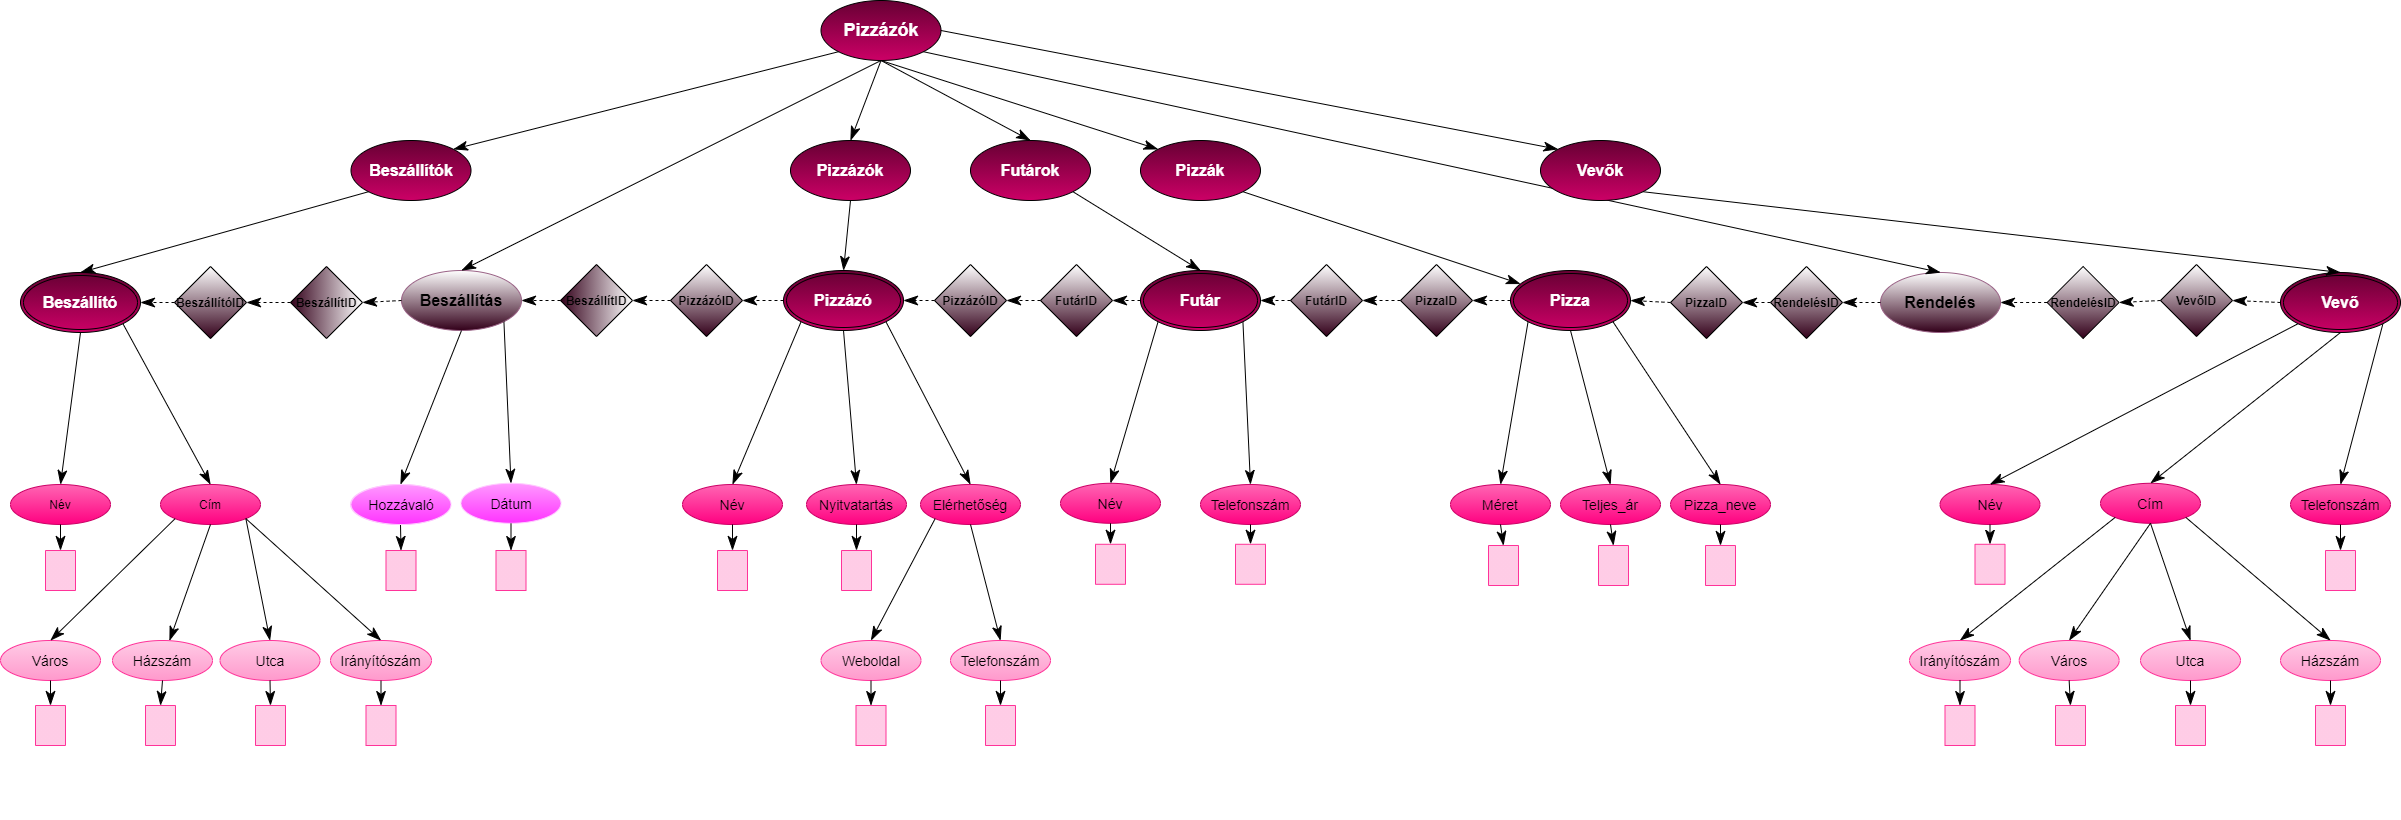 Pizzázók
Beszállítók
Pizzázók
Futárok
Pizzák
Vevők
Beszállító
BeszállítóID
BeszállítID
Beszállítás
BeszállítID
PizzázóID
Pizzázó
PizzázóID
FutárID
Futár
FutárID
PizzaID
Pizza
PizzaID
RendelésID
Rendelés
RendelésID
VevőID
Vevő
Név
Cím
Hozzávaló
Dátum
Név
Nyitvatartás
Elérhetőség
Név
Telefonszám
Méret
Teljes_ár
Pizza_neve
Név
Cím
Telefonszám
Város
Házszám
Utca
Irányítószám
Weboldal
Telefonszám
Irányítószám
Város
Utca
Házszám